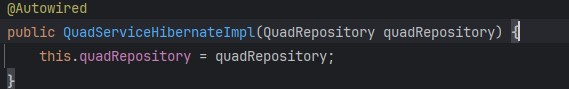 @Autowired
public QuadServiceHibernateImpl(QuadRepository quadRepository) {
    this.quadRepository = quadRepository;
}